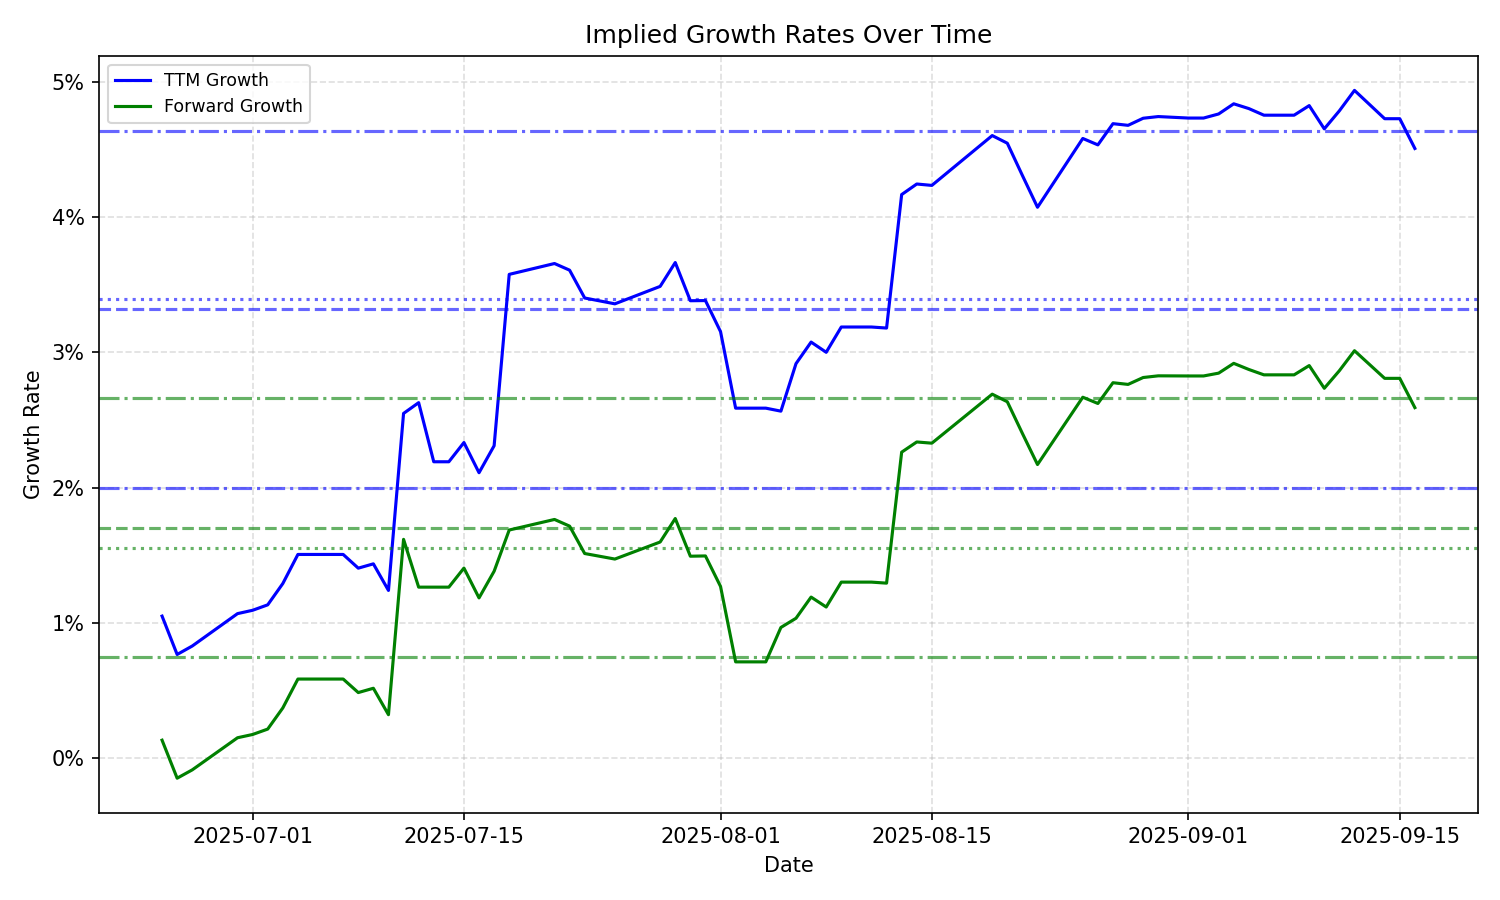 Implied Growth Rates Over Time
TTM Growth
Forward Growth
5%
4%
3%
2%
1%
0%
Growth Rate
2025-07-01
2025-07-15
2025-08-01
2025-08-15
2025-09-01
2025-09-15
Date